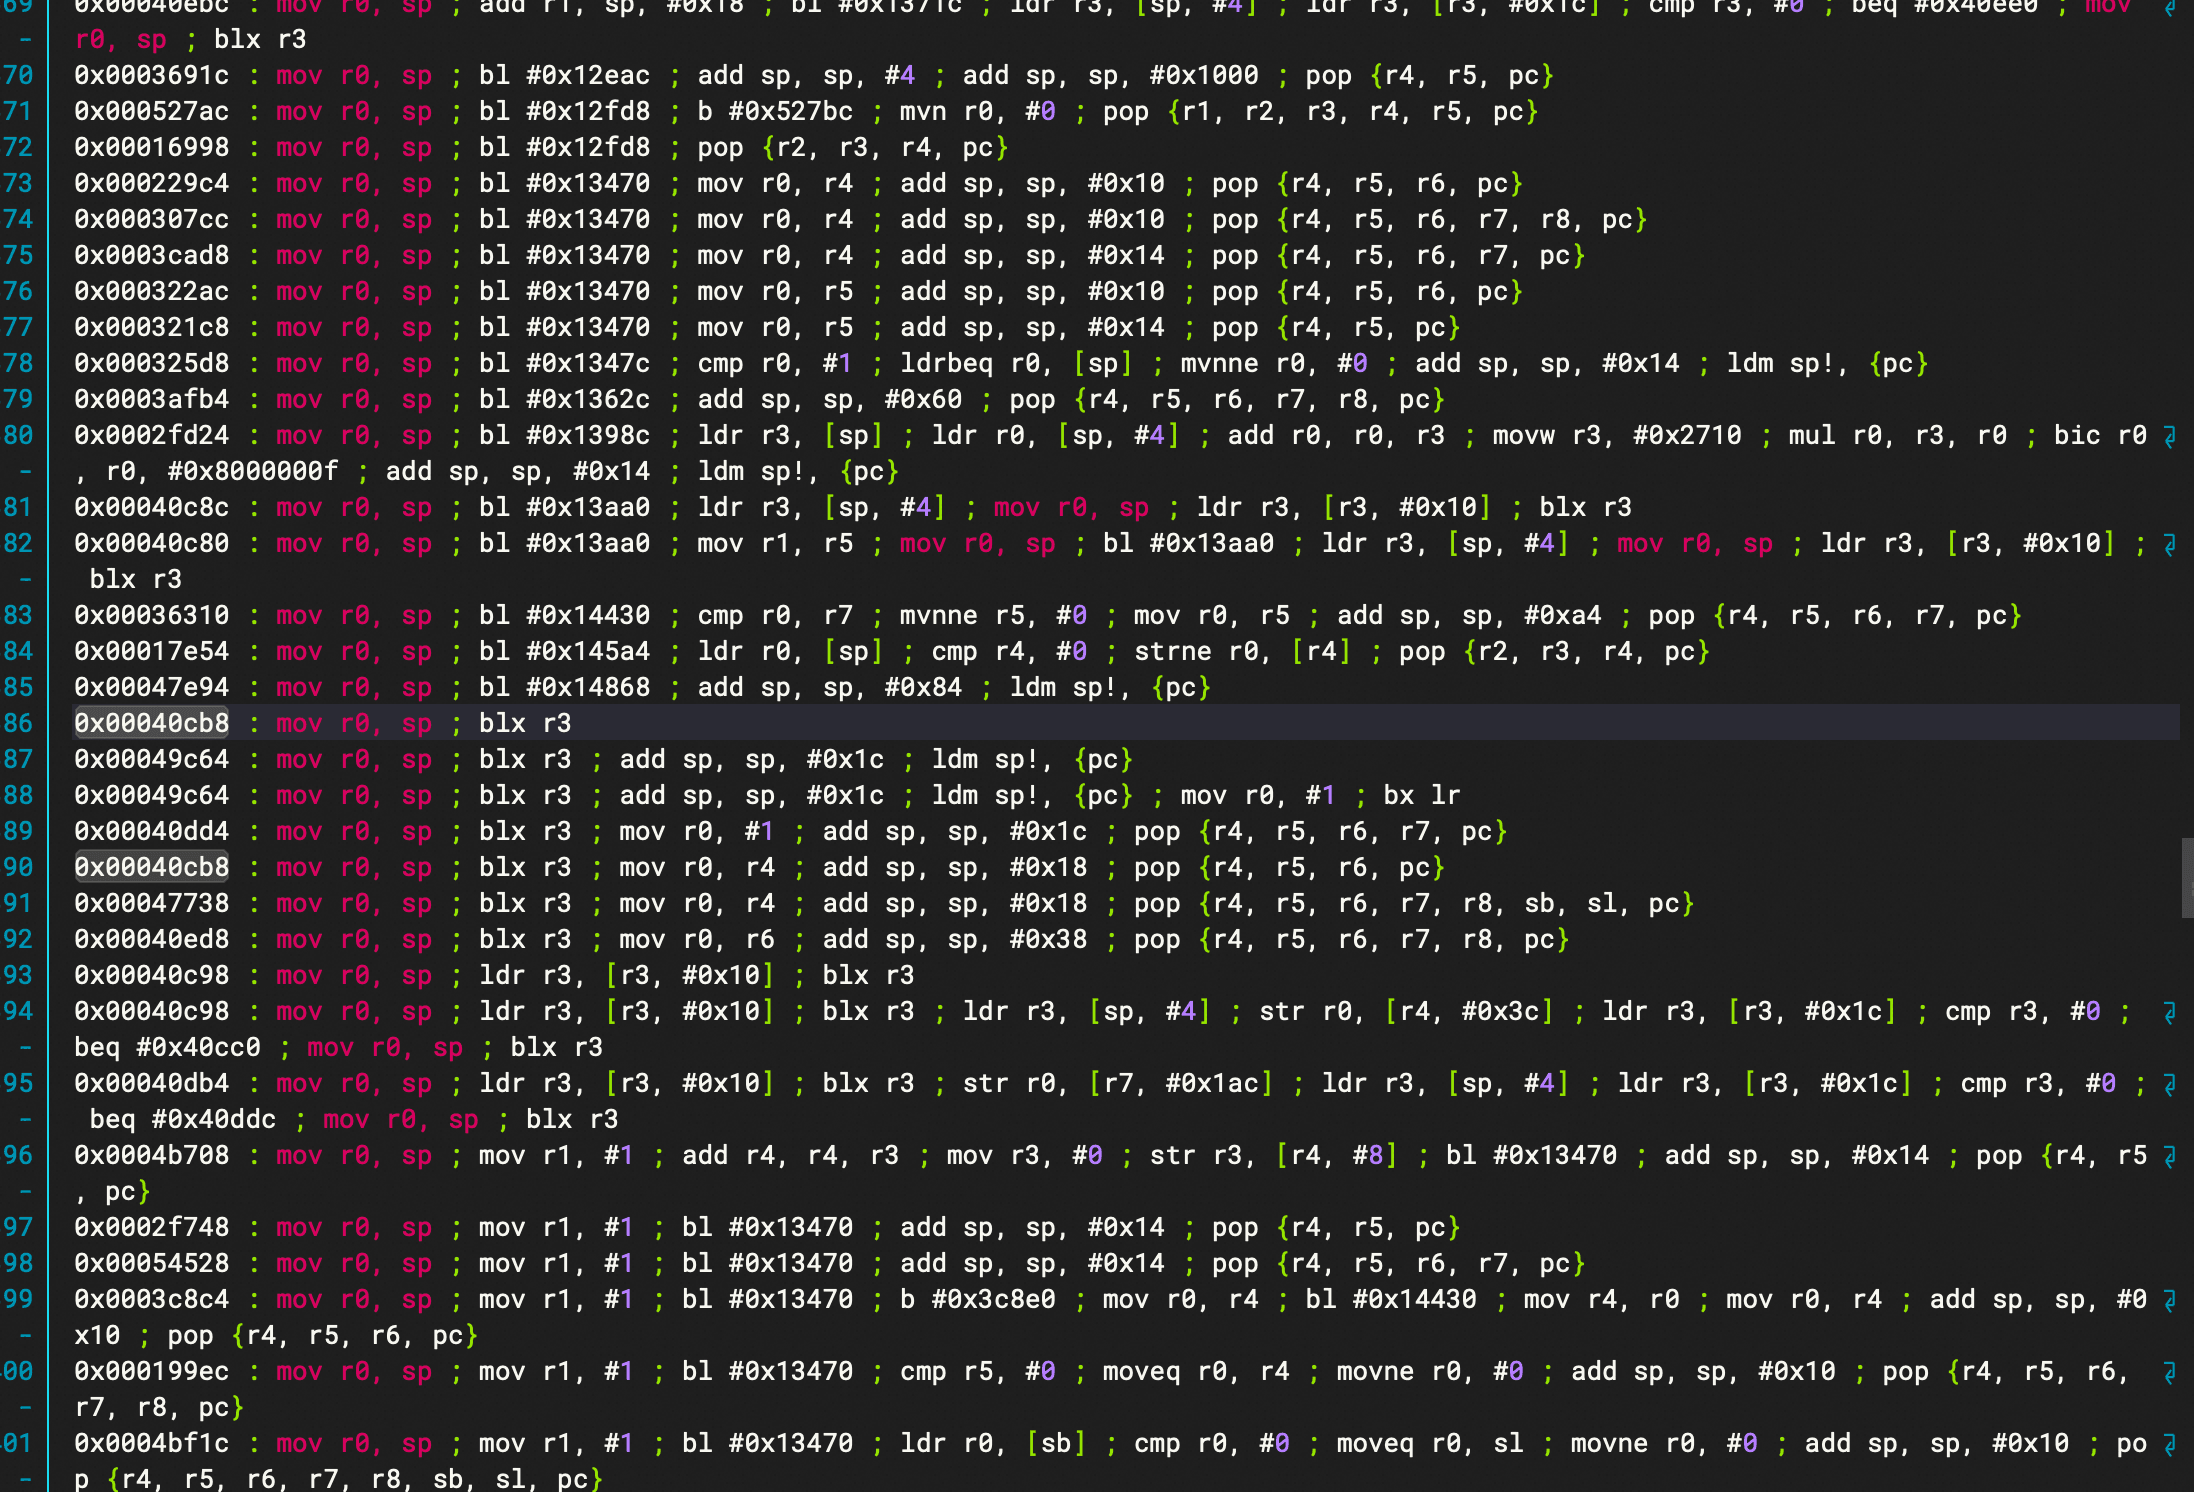 69 0x00040ebc : mov r0, sp ; add r1, sp, #0x18 ; bl #0x1371c ; ldr r3, [sp, #4] ; ldr r3, [r3, #0x1c] ; cmp r3, #0 ; beq #0x40ee0 ; mov
- r0, sp ; blx r3
70 0x0003691c : mov r0, sp ; bl #0x12eac ; add sp, sp, #4 ; add sp, sp, #0x1000 ; pop {r4, r5, pc}
71 0x000527ac : mov r0, sp ; bl #0x12fd8 ; b #0x527bc ; mvn r0, #0 ; pop {r1, r2, r3, r4, r5, pc}
72 0x00016998 : mov r0, sp ; bl #0x12fd8 ; pop {r2, r3, r4, pc}
73 0x000229c4 : mov r0, sp ; bl #0x13470 ; mov r0, r4 ; add sp, sp, #0x10 ; pop {r4, r5, r6, pc}
74 0x000307cc : mov r0, sp ; bl #0x13470 ; mov r0, r4 ; add sp, sp, #0x10 ; pop {r4, r5, r6, r7, r8, pc}
75 0x0003cad8 : mov r0, sp ; bl #0x13470 ; mov r0, r4 ; add sp, sp, #0x14 ; pop {r4, r5, r6, r7, pc}
76 0x000322ac : mov r0, sp ; bl #0x13470 ; mov r0, r5 ; add sp, sp, #0x10 ; pop {r4, r5, r6, pc}
77 0x000321c8 : mov r0, sp ; bl #0x13470 ; mov r0, r5 ; add sp, sp, #0x14 ; pop {r4, r5, pc}
78 0x000325d8 : mov r0, sp ; bl #0x1347c ; cmp r0, #1 ; ldrbeq r0, [sp] ; mvnne r0, #0 ; add sp, sp, #0x14 ; ldm sp!, {pc}
79 0x0003afb4 : mov r0, sp ; bl #0x1362c ; add sp, sp, #0x60 ; pop {r4, r5, r6, r7, r8, pc}
80 0x0002fd24 : mov r0, sp ; bl #0x1398c ; ldr r3, [sp] ; ldr r0, [sp, #4] ; add r0, r0, r3 ; movw r3, #0x2710 ; mul r0, r3, r0 ; bic r0
- , r0, #0x8000000f ; add sp, sp, #0x14 ; ldm sp!, {pc}
81 0x00040c8c : mov r0, sp ; bl #0x13aa0 ; ldr r3, [sp, #4] ; mov r0, sp ; ldr r3, [r3, #0x10] ; blx r3
82 0x00040c80 : mov r0, sp ; bl #0x13aa0 ; mov r1, r5 ; mov r0, sp ; bl #0x13aa0 ; ldr r3, [sp, #4] ; mov r0, sp ; ldr r3, [r3, #0x10] ;
- blx r3
83 0x00036310 : mov r0, sp ; bl #0x14430 ; cmp r0, r7 ; mvnne r5, #0 ; mov r0, r5 ; add sp, sp, #0xa4 ; pop {r4, r5, r6, r7, pc}
84 0x00017e54 : mov r0, sp ; bl #0x145a4 ; ldr r0, [sp] ; cmp r4, #0 ; strne r0, [r4] ; pop {r2, r3, r4, pc}
85 0x00047e94 : mov r0, sp ; bl #0x14868 ; add sp, sp, #0x84 ; ldm sp!, {pc}
86 0x00040cb8 : mov r0, sp ; blx r3
87 0x00049c64 : mov r0, sp ; blx r3 ; add sp, sp, #0x1c ; ldm sp!, {pc}
88 0x00049c64 : mov r0, sp ; blx r3 ; add sp, sp, #0x1c ; ldm sp!, {pc} ; mov r0, #1 ; bx lr
89 0x00040dd4 : mov r0, sp ; blx r3 ; mov r0, #1 ; add sp, sp, #0x1c ; pop {r4, r5, r6, r7, pc}
90 0x00040cb8 : mov r0, sp ; blx r3 ; mov r0, r4 ; add sp, sp, #0x18 ; pop {r4, r5, r6, pc}
91 0x00047738 : mov r0, sp ; blx r3 ; mov r0, r4 ; add sp, sp, #0x18 ; pop {r4, r5, r6, r7, r8, sb, sl, pc}
92 0x00040ed8 : mov r0, sp ; blx r3 ; mov r0, r6 ; add sp, sp, #0x38 ; pop {r4, r5, r6, r7, r8, pc}
93 0x00040c98 : mov r0, sp ; ldr r3, [r3, #0x10] ; blx r3
94 0x00040c98 : mov r0, sp ; ldr r3, [r3, #0x10] ; blx r3 ; ldr r3, [sp, #4] ; str r0, [r4, #0x3c] ; ldr r3, [r3, #0x1c] ; cmp r3, #0 ;
- beq #0x40cc0 ; mov r0, sp ; blx r3
95 0x00040db4 : mov r0, sp ; ldr r3, [r3, #0x10] ; blx r3 ; str r0, [r7, #0x1ac] ; ldr r3, [sp, #4] ; ldr r3, [r3, #0x1c] ; cmp r3, #0 ;
- beq #0x40ddc ; mov r0, sp ; blx r3
96 0x0004b708 : mov r0, sp ; mov r1, #1 ; add r4, r4, r3 ; mov r3, #0 ; str r3, [r4, #8] ; bl #0x13470 ; add sp, sp, #0x14 ; pop {r4, r5
- , pc}
97 0x0002f748 : mov r0, sp ; mov r1, #1 ; bl #0x13470 ; add sp, sp, #0x14 ; pop {r4, r5, pc}
98 0x00054528 : mov r0, sp ; mov r1, #1 ; bl #0x13470 ; add sp, sp, #0x14 ; pop {r4, r5, r6, r7, pc}
99 0x0003c8c4 : mov r0, sp ; mov r1, #1 ; bl #0x13470 ; b #0x3c8e0 ; mov r0, r4 ; bl #0x14430 ; mov r4, r0 ; mov r0, r4 ; add sp, sp, #0
- x10 ; pop {r4, r5, r6, pc}
00 0x000199ec : mov r0, sp ; mov r1, #1 ; bl #0x13470 ; cmp r5, #0 ; moveq r0, r4 ; movne r0, #0 ; add sp, sp, #0x10 ; pop {r4, r5, r6,
- r7, r8, pc}
01 0x0004bf1c : mov r0, sp ; mov r1, #1 ; bl #0x13470 ; ldr r0, [sb] ; cmp r0, #0 ; moveq r0, sl ; movne r0, #0 ; add sp, sp, #0x10 ; po
- p {r4, r5, r6, r7, r8, sb, sl, pc}